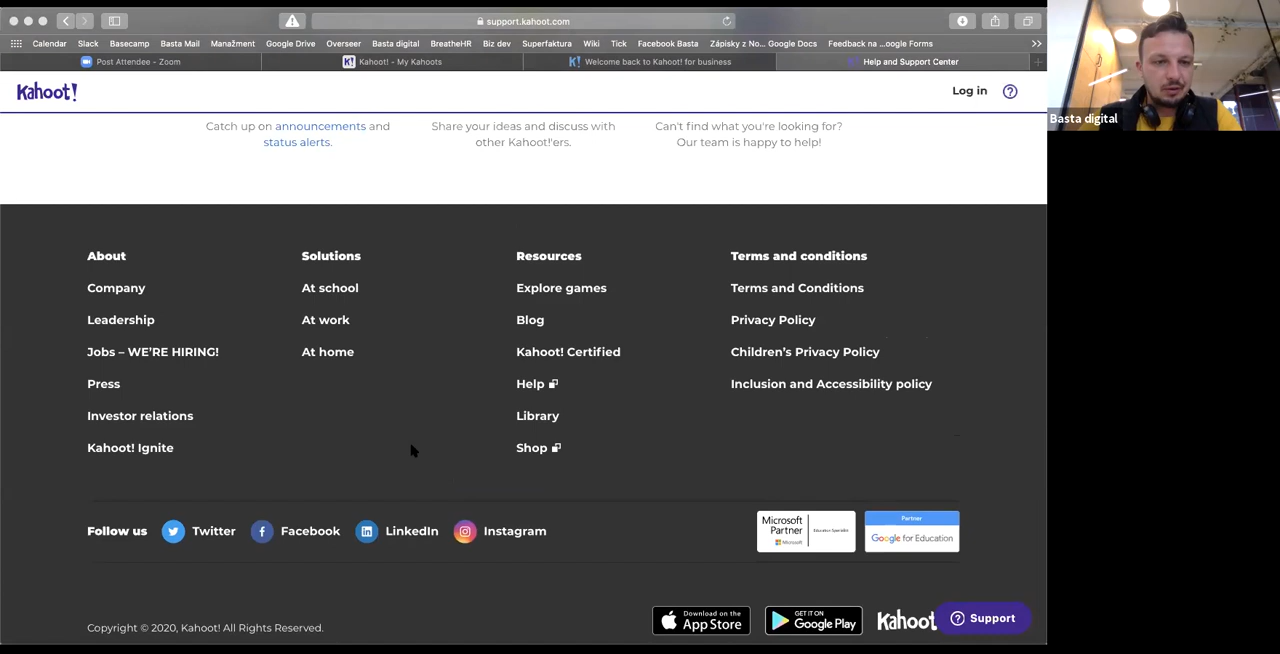 support.kahoot.com
Calendar Slack Basecamp Basta Mail Manažment Google Drive Overseer Basta digital BreatheHR Biz dev Superfaktura Wiki Tick Facebook Basta Zápisky z No... Google Docs Feedback na ...oogle Forms
Post Attendee - Zoom Kahoot! - My Kahoots Welcome back to Kahoot! for business Help and Support Center
Kahoot! Log in
Catch up on announcements and
status alerts.
Share your ideas and discuss with
other Kahoot!'ers.
Can't find what you're looking for?
Our team is happy to help!
Basta digital
About
Company
Leadership
Jobs – WE'RE HIRING!
Press
Investor relations
Kahoot! Ignite
Solutions
At school
At work
At home
Resources
Explore games
Blog
Kahoot! Certified
Help
Library
Shop
Terms and conditions
Terms and Conditions
Privacy Policy
Children's Privacy Policy
Inclusion and Accessibility policy
Follow us Twitter Facebook LinkedIn Instagram
Microsoft
Partner
Microsoft
Education Specialist
Partner
Google for Education
Copyright © 2020, Kahoot! All Rights Reserved.
Download on the
App Store
GET IT ON
Google Play
Kahoot
Support